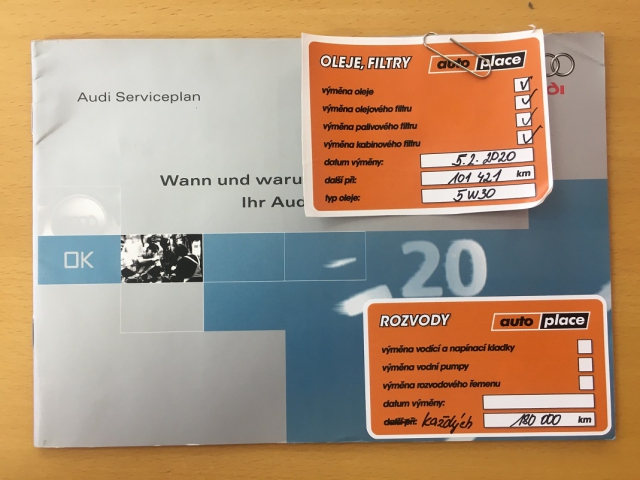 Audi Serviceplan
OLEJE, FILTRY auto place
výměna oleje
výměna olejového filtru
výměna palivového filtru
výměna kabinového filtru
datum výměny: 5.2.2020
další při: 101 421 km
typ oleje: 5W30
Wann und waru
Ihr Aud
OK
20
ROZVODY auto place
výměna vodící a napínací kladky
výměna vodní pumpy
výměna rozvodového řemenu
datum výměny:
další při: každých 180 000 km